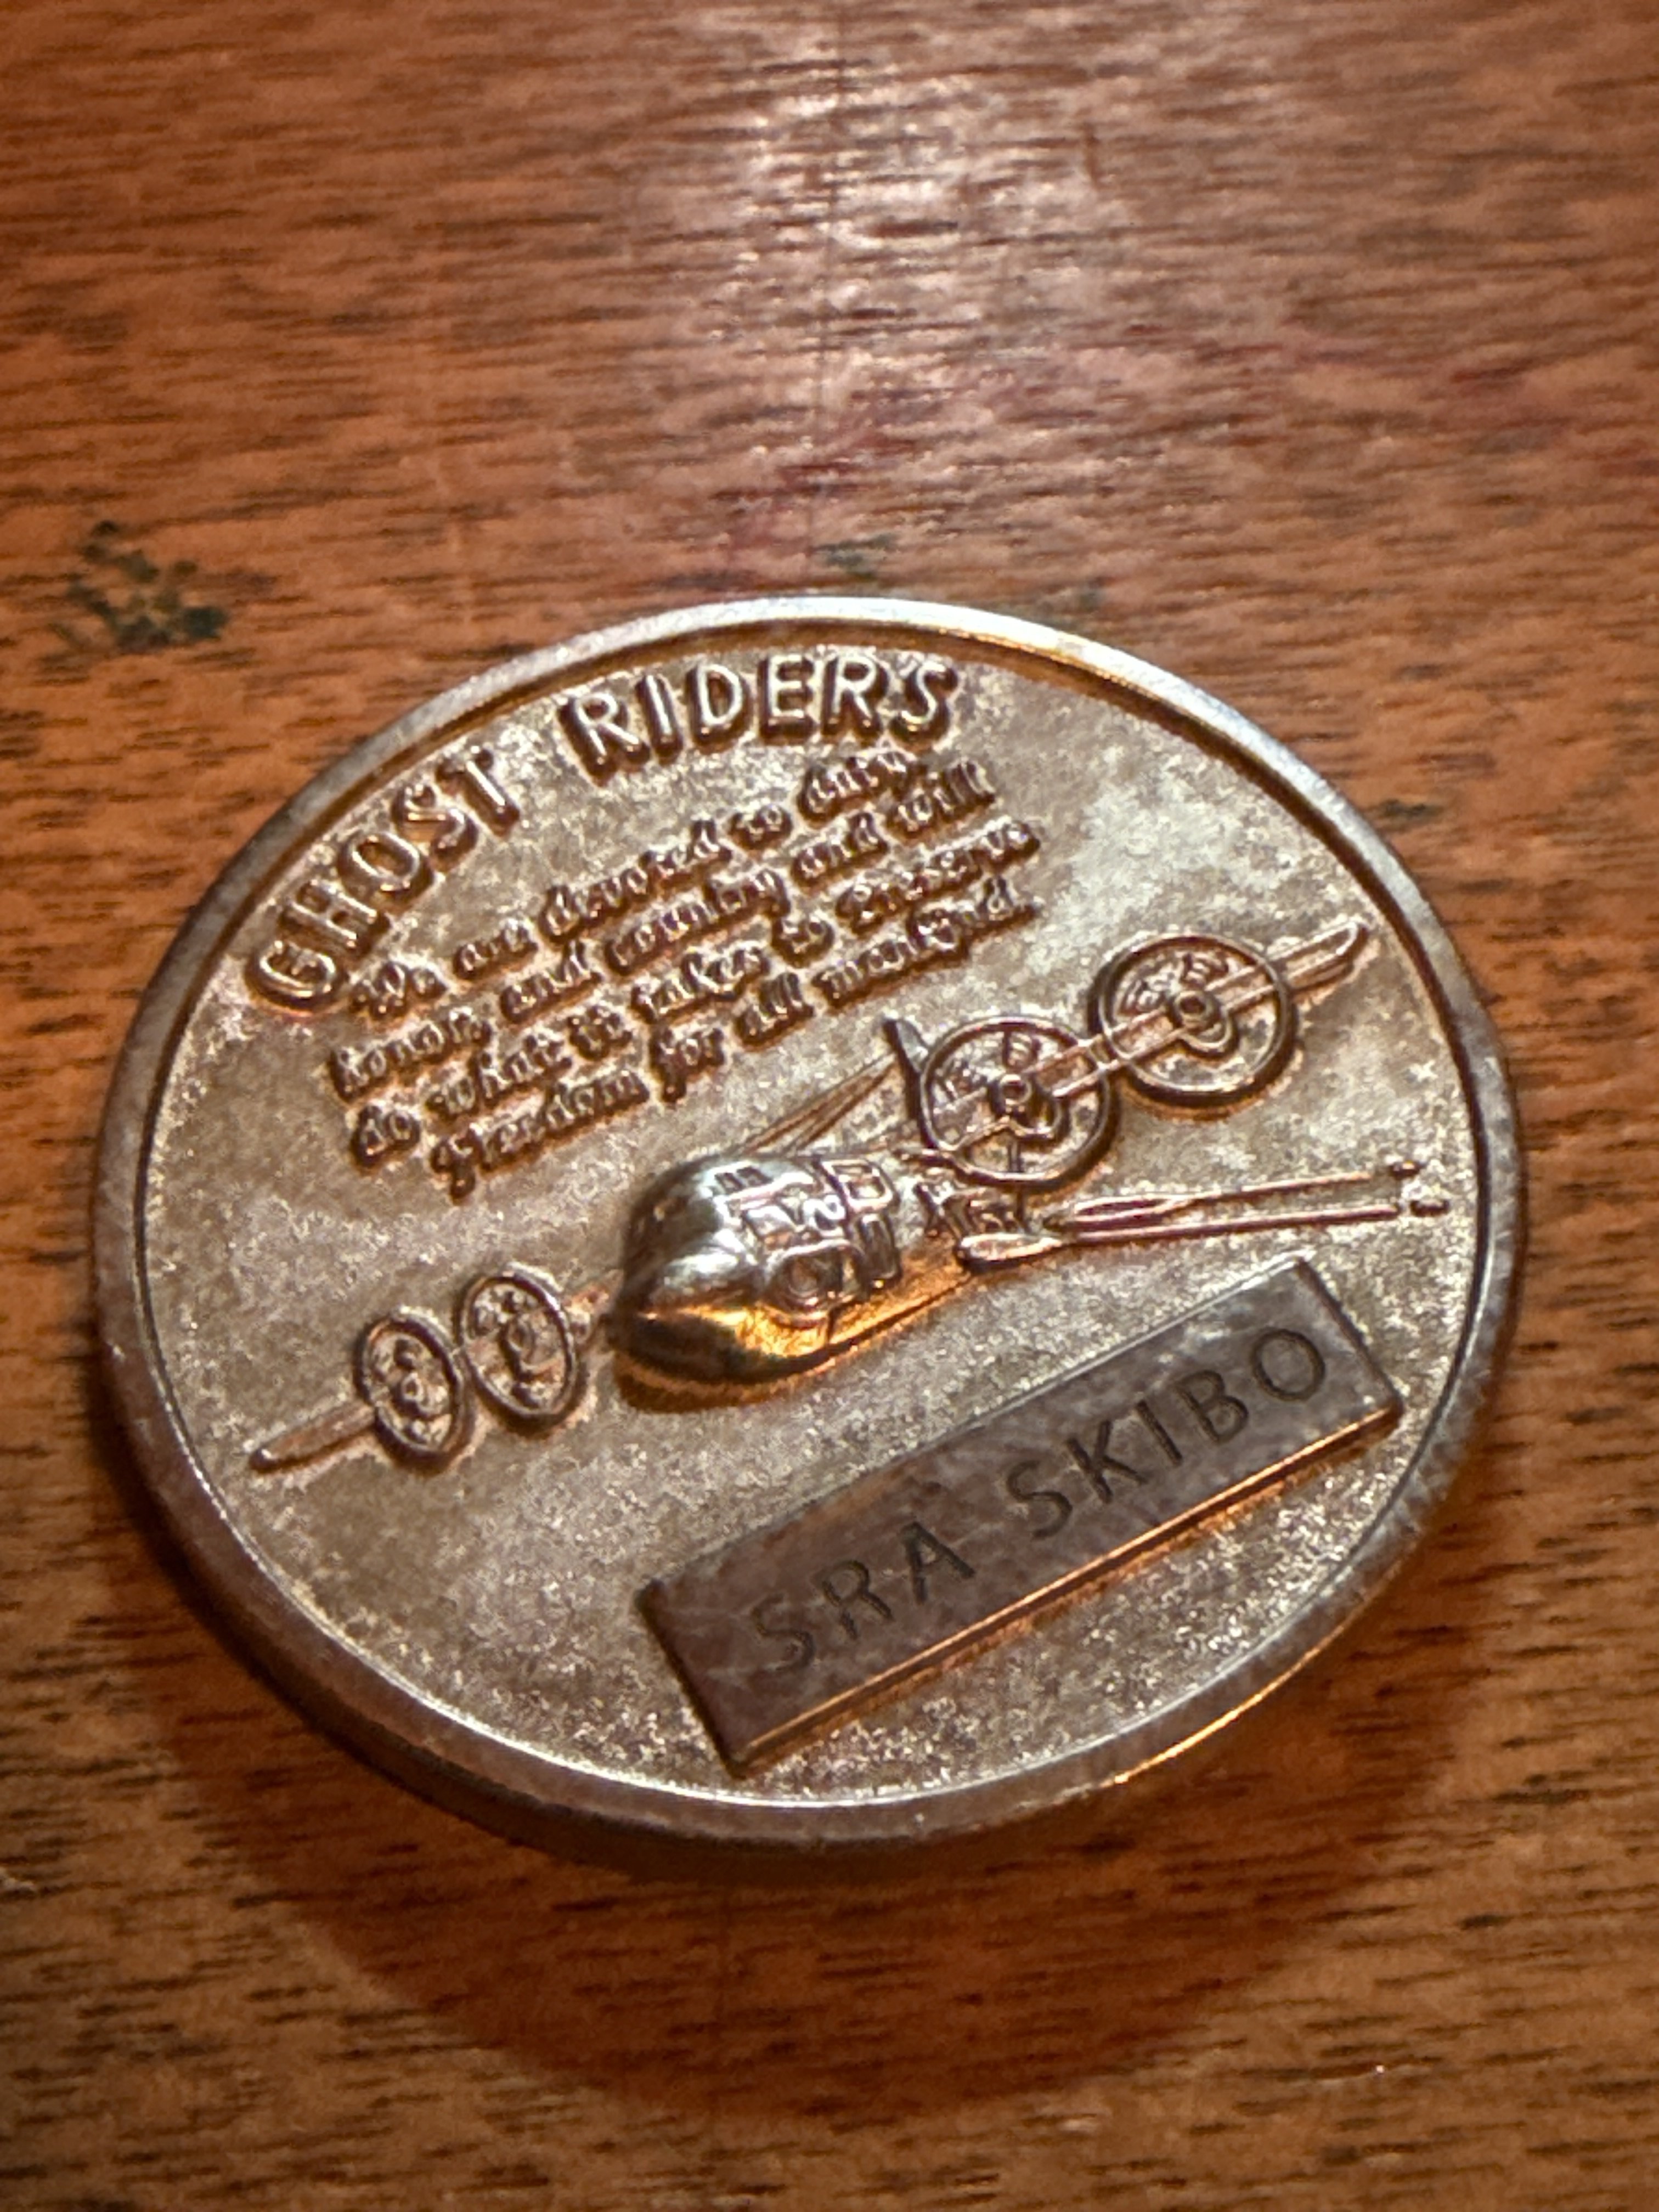 GHOST RIDERS
We are devoted to duty,
honor, and country and will
do what it takes to Preserve
Freedom for all mankind.
SRA SKIBO